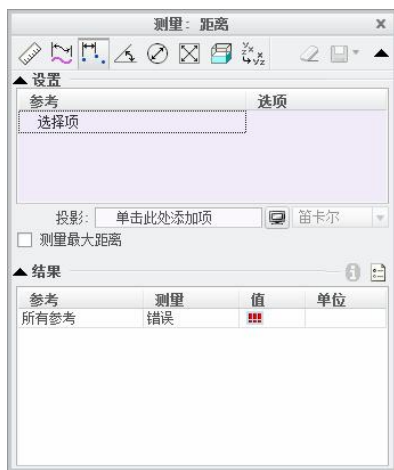 测量：距离
设置
参考 选项
选择项
投影： 单击此处添加项 笛卡尔
测量最大距离
结果
参考 测量 值 单位
所有参考 错误